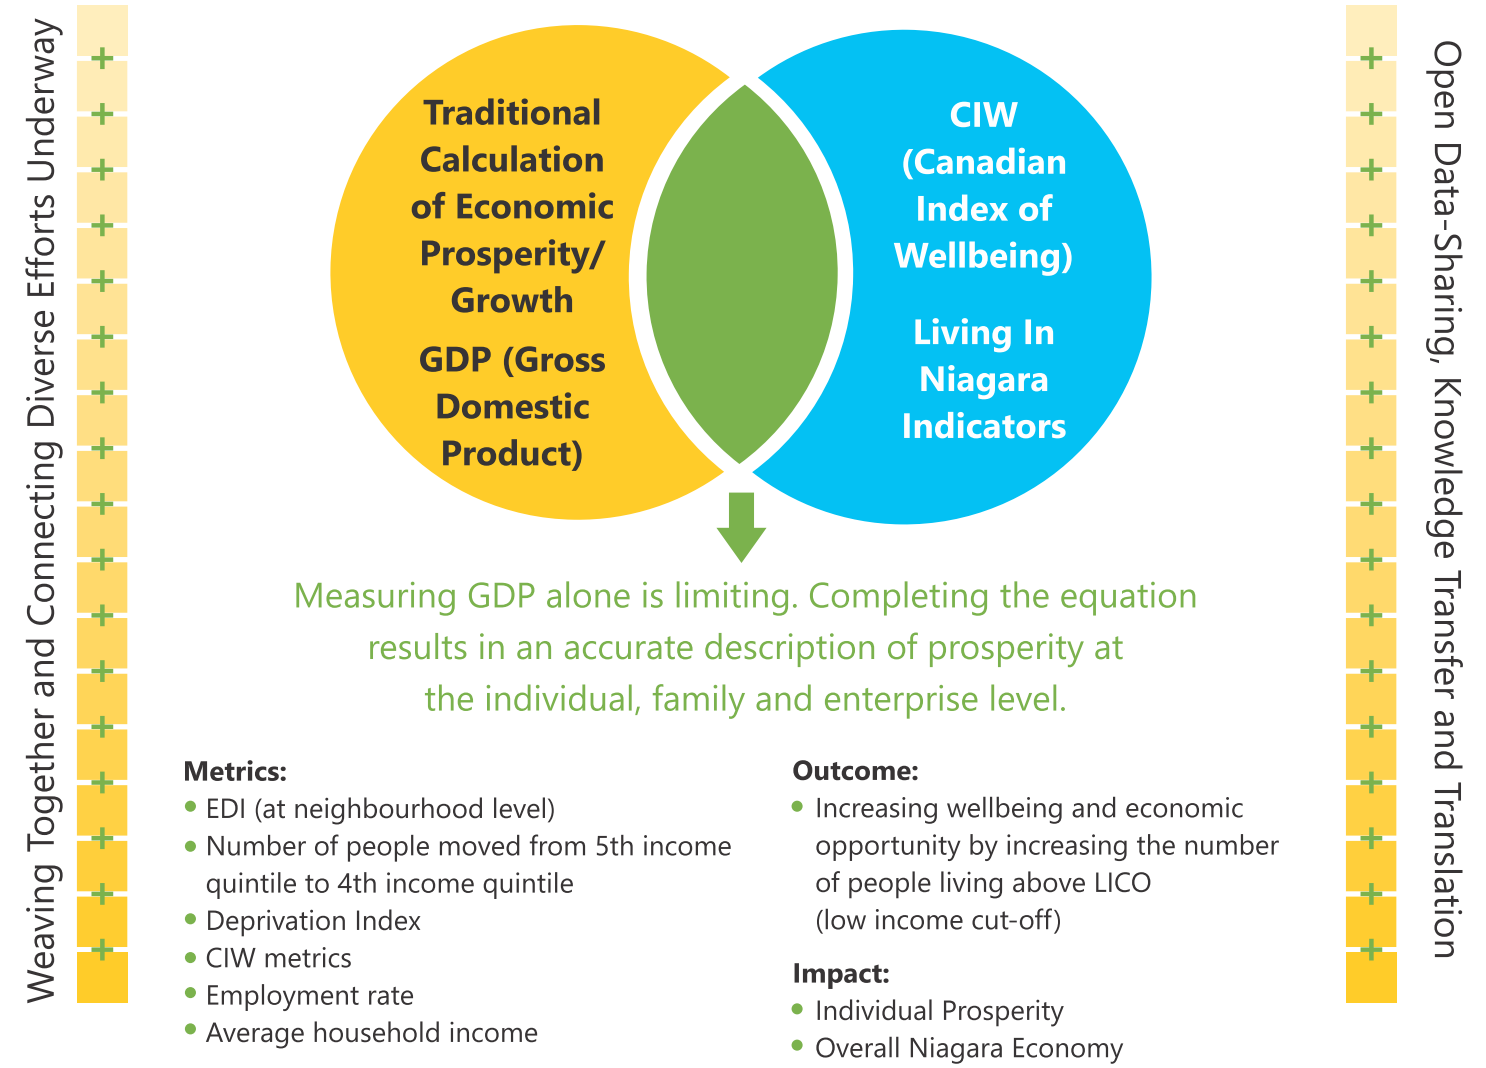 Weaving Together and Connecting Diverse Efforts Underway
Traditional
Calculation
of Economic
Prosperity/
Growth
GDP (Gross
Domestic
Product)
CIW
(Canadian
Index of
Wellbeing)
Living In
Niagara
Indicators
Measuring GDP alone is limiting. Completing the equation
results in an accurate description of prosperity at
the individual, family and enterprise level.
Metrics:
• EDI (at neighbourhood level)
• Number of people moved from 5th income
quintile to 4th income quintile
• Deprivation Index
• CIW metrics
• Employment rate
• Average household income
Outcome:
• Increasing wellbeing and economic
opportunity by increasing the number
of people living above LICO
(low income cut-off)
Impact:
• Individual Prosperity
• Overall Niagara Economy
Open Data-Sharing, Knowledge Transfer and Translation